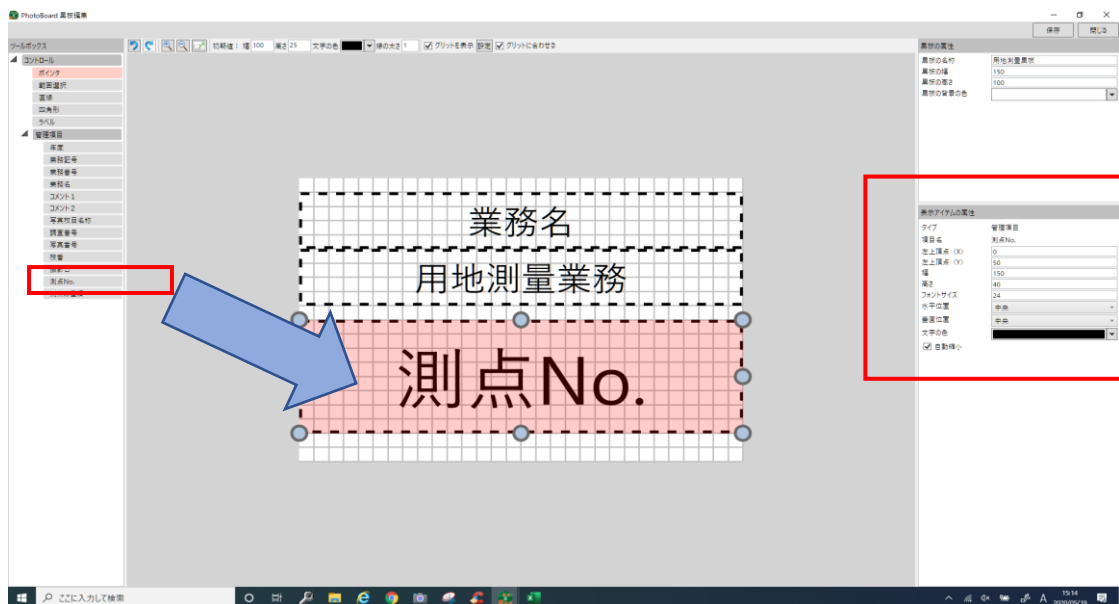 PhotoBoard 黒板編集
保存 閉じる
ツールボックス
初期値： 幅 100 高さ 25 文字の色 線の太さ 1 グリットを表示 設定 グリットに合わせる
コントロール
ポインタ
範囲選択
直線
四角形
ラベル
管理項目
年度
業務記号
業務番号
業務名
コメント1
コメント2
写真枚目名称
調査番号
写真番号
枝番
測点No.
業務名
用地測量業務
測点No.
黒板の属性
黒板の名称 用地測量黒板
黒板の幅 150
黒板の高さ 100
黒板の背景の色
表示アイテムの属性
タイプ 管理項目
項目名 測点No.
左上頂点 (X) 0
左上頂点 (Y) 50
幅 150
高さ 40
フォントサイズ 24
水平位置 中央
垂直位置 中央
文字の色
自動縮小
ここに入力して検索
A
15:14
2020/05/19